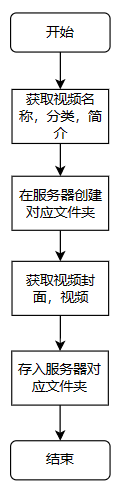 开始
获取视频名
称，分类，简
介
在服务器创建
对应文件夹
获取视频封
面，视频
存入服务器对
应文件夹
结束